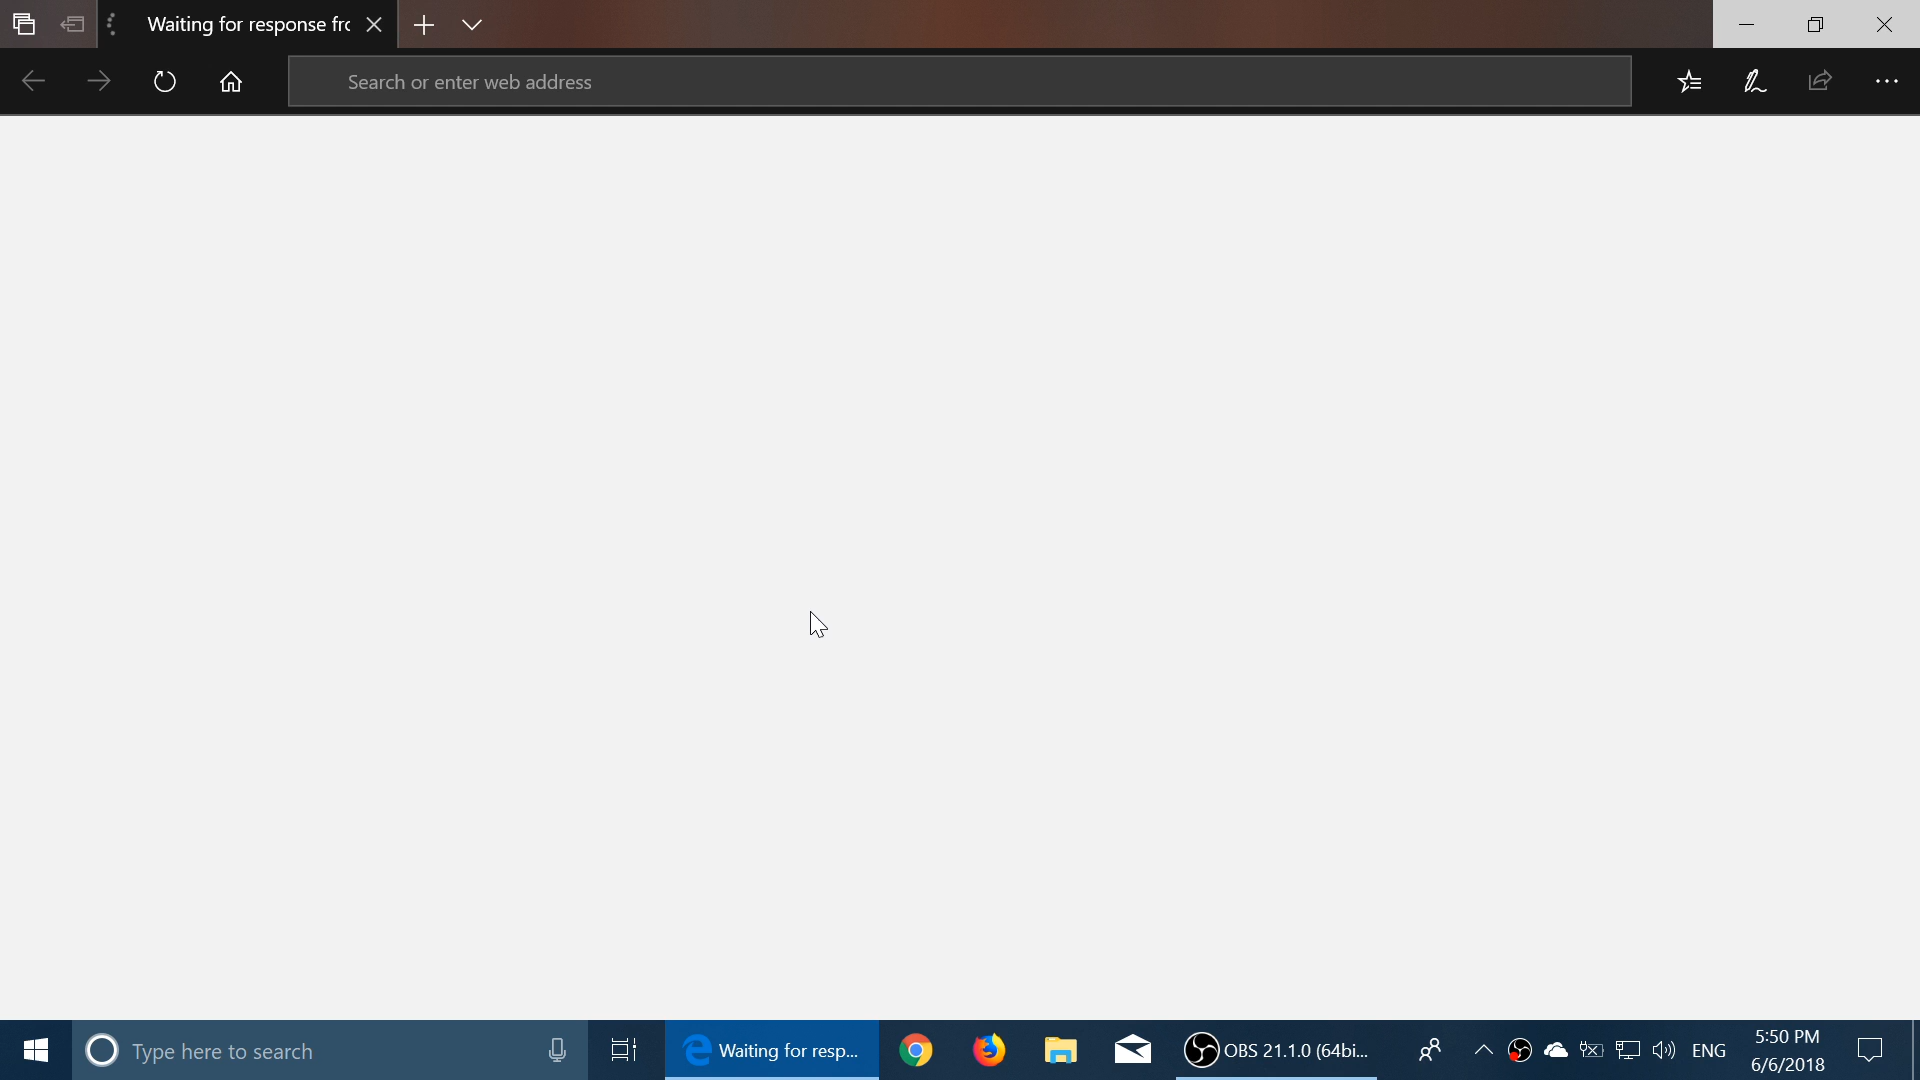 Waiting for response frc
Search or enter web address
Type here to search
Waiting for resp...
OBS 21.1.0 (64bi...
ENG
5:50 PM
6/6/2018